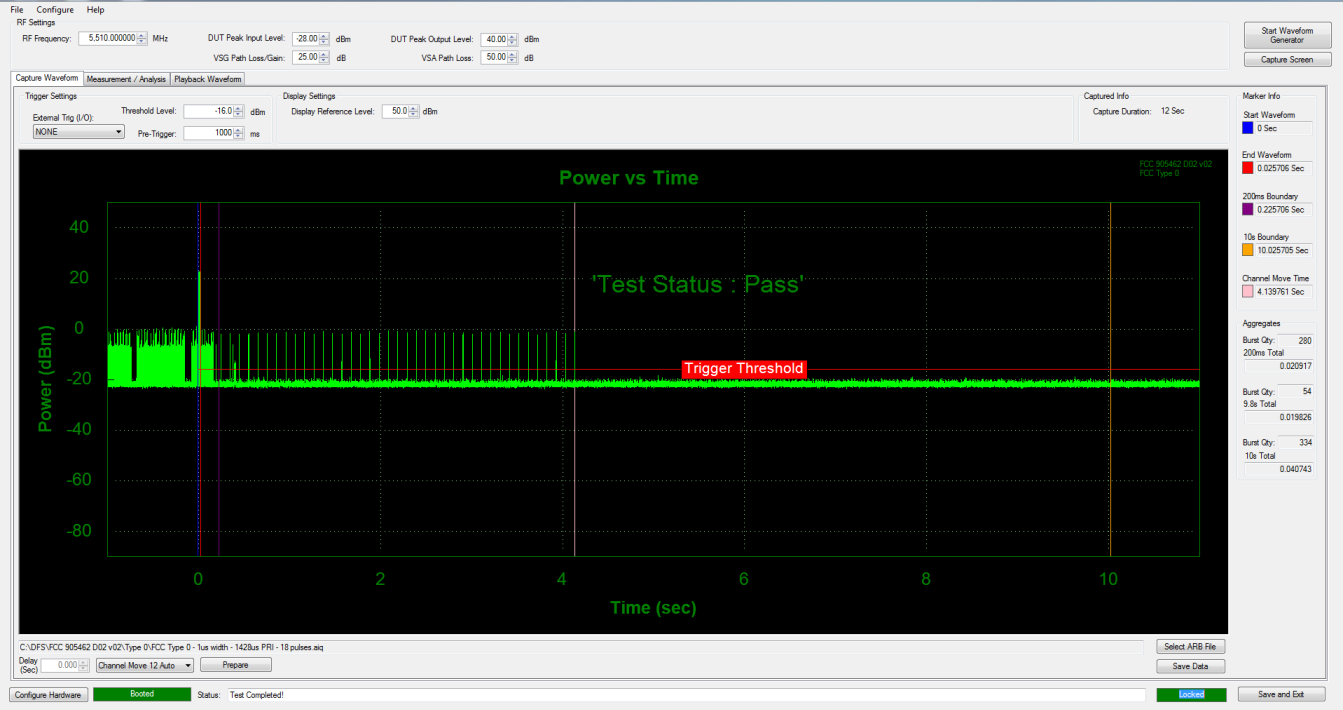 File Configure Help
RF Settings
RF Frequency: 5,510.000000 MHz DUT Peak Input Level: -28.00 dBm DUT Peak Output Level: 40.00 dBm
VSG Path Loss/Gain: 25.00 dB VSA Path Loss: 50.00 dB
Start Waveform
Generator
Capture Screen
Capture Waveform Measurement / Analysis Playback Waveform
Trigger Settings
External Trig (I/O):
NONE
Threshold Level: -16.0 dBm
Pre-Trigger: 1000 ms
Display Settings
Display Reference Level: 50.0 dBm
Captured Info
Capture Duration: 12 Sec
Marker Info
Start Waveform
0 Sec
End Waveform
0.025706 Sec
200ms Boundary
0.225706 Sec
10s Boundary
10.025705 Sec
Channel Move Time
4.139761 Sec
Aggregates
Burst Qty: 280
200ms Total
0.020917
Burst Qty: 54
9.8s Total
0.019826
Burst Qty: 334
10s Total
0.040743
Power vs Time
FCC 905462 D02 v02
FCC Type 0
'Test Status : Pass'
Trigger Threshold
Power (dBm)
40
20
0
-20
-40
-60
-80
0 2 4 6 8 10
Time (sec)
C:\DFS\FCC 905462 D02 v02\Type 0\FCC Type 0 - 1us width - 1428us PRI - 18 pulses.aiq
Select ARB File
Delay
(Sec)
0.000 Channel Move 12 Auto Prepare
Save Data
Configure Hardware Booted Status: Test Completed! Locked Save and Exit